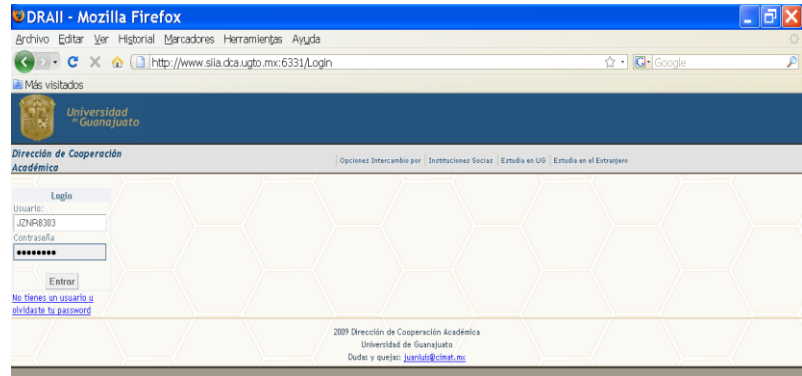 DRAII - Mozilla Firefox
Archivo Editar Ver Historial Marcadores Herramientas Ayuda
http://www.siia.dca.ugto.mx:6331/Login
Google
Más visitados
Universidad
de Guanajuato
Dirección de Cooperación
Académica
Opciones Intercambio por Instituciones Socias Estudia en UG Estudia en el Extranjero
Login
Usuario:
JZNR8303
Contraseña
●●●●●●●●
Entrar
No tienes un usuario u
olvidaste tu password
2009 Dirección de Cooperación Académica
Universidad de Guanajuato
Dudas y quejas: juanluis@cimat.mx